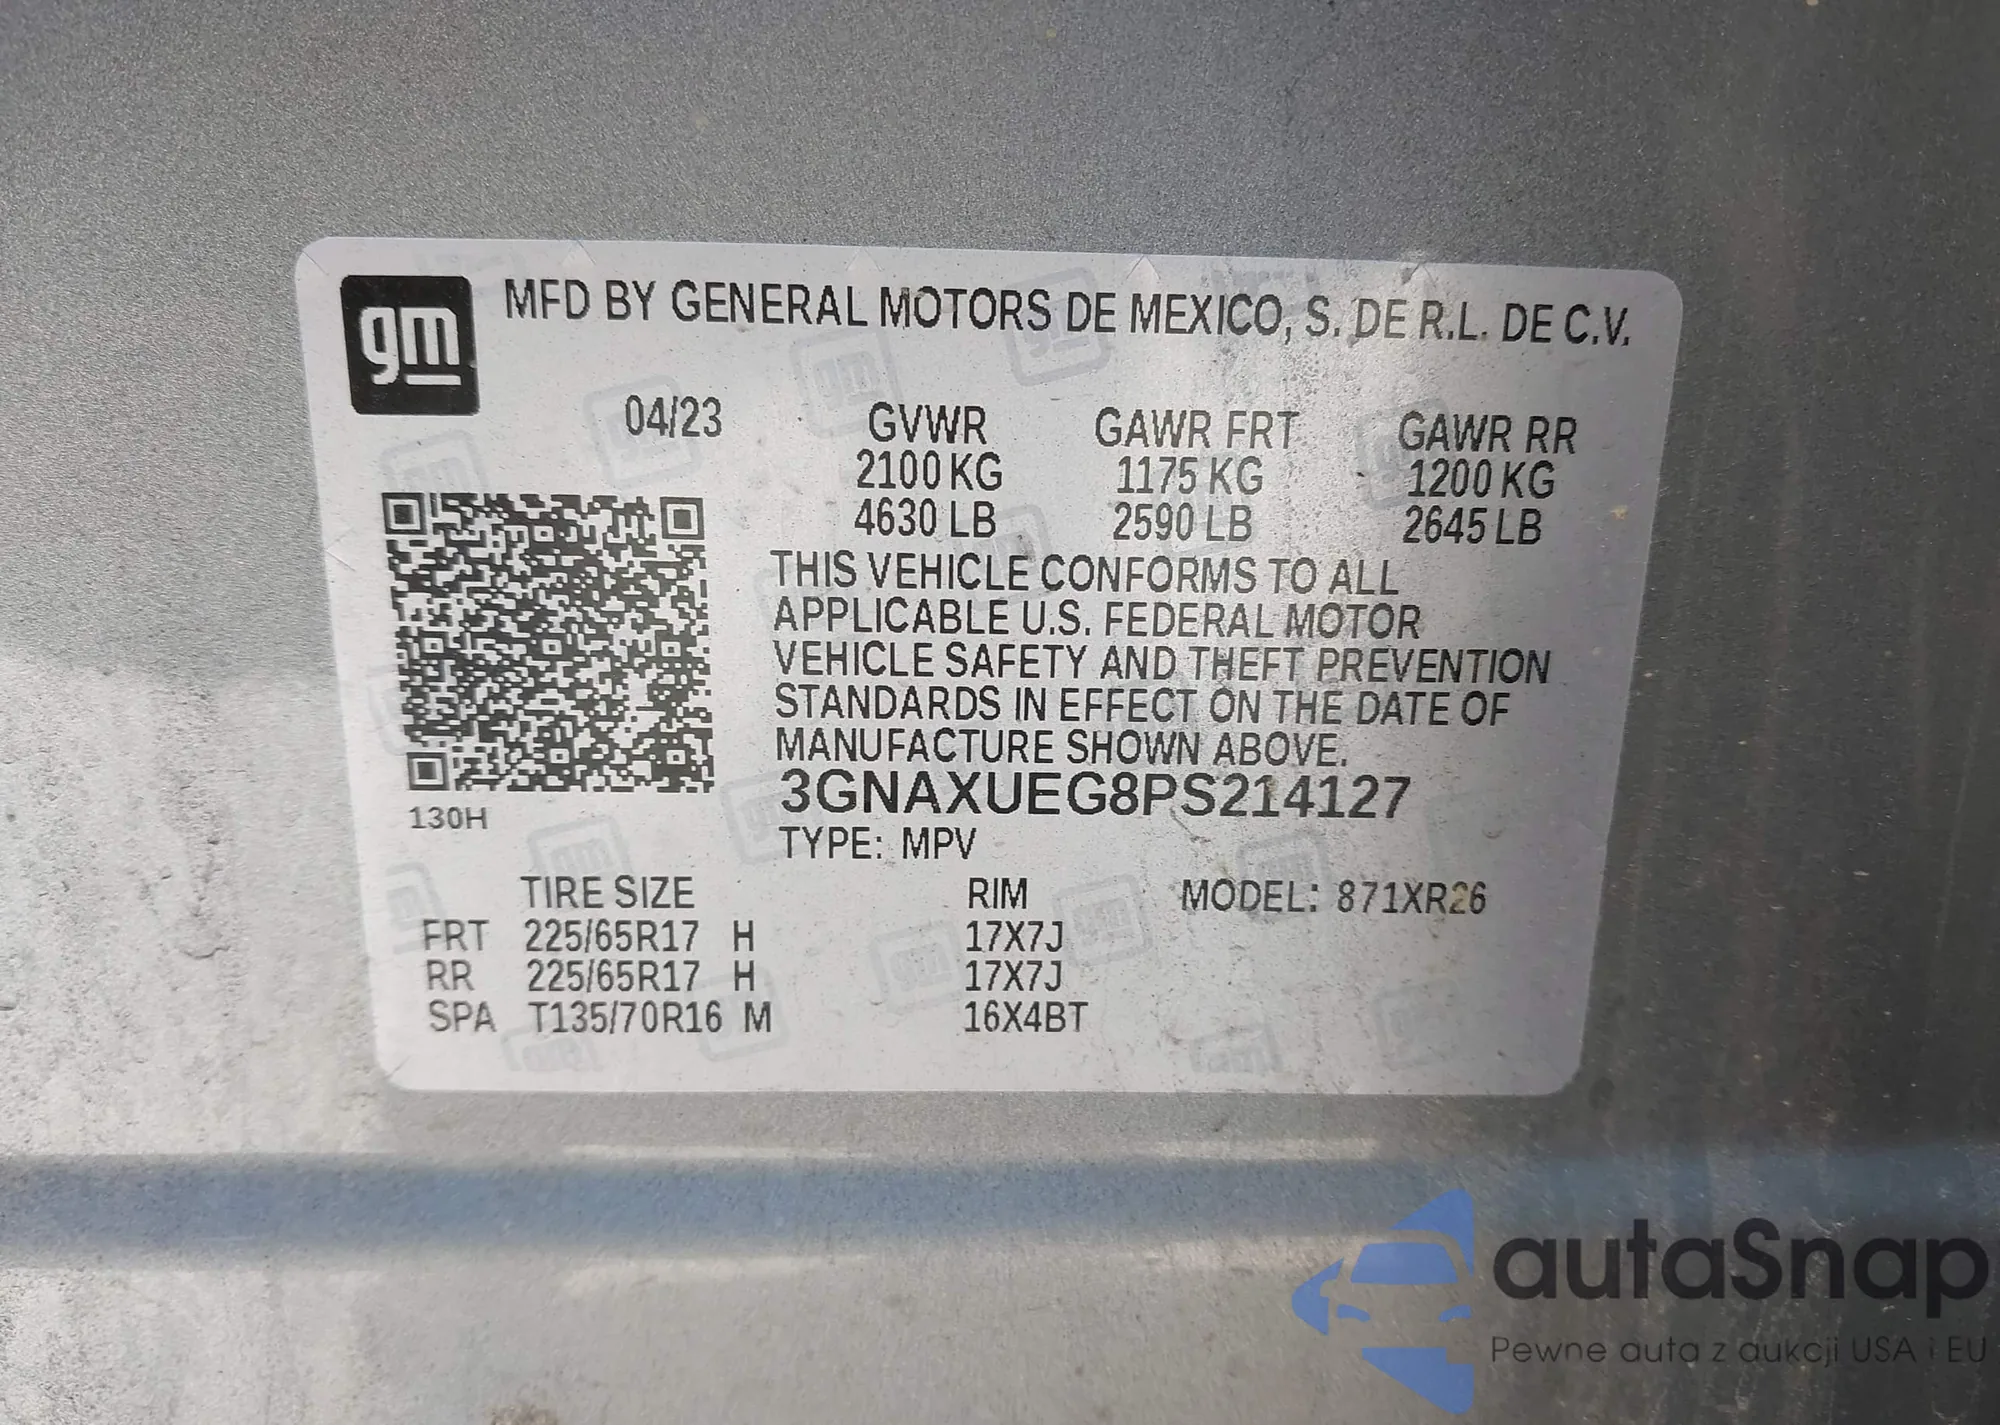 gm
MFD BY GENERAL MOTORS DE MEXICO, S. DE R.L. DE C.V.
04/23 GVWR GAWR FRT GAWR RR
2100 KG 1175 KG 1200 KG
4630 LB 2590 LB 2645 LB
THIS VEHICLE CONFORMS TO ALL
APPLICABLE U.S. FEDERAL MOTOR
VEHICLE SAFETY AND THEFT PREVENTION
STANDARDS IN EFFECT ON THE DATE OF
MANUFACTURE SHOWN ABOVE.
3GNAXUEG8PS214127
130H
TYPE: MPV
TIRE SIZE RIM MODEL: 871XR26
FRT 225/65R17 H 17X7J
RR 225/65R17 H 17X7J
SPA T135/70R16 M 16X4BT
autaSnap
Pewne auta z aukcji USA i EU